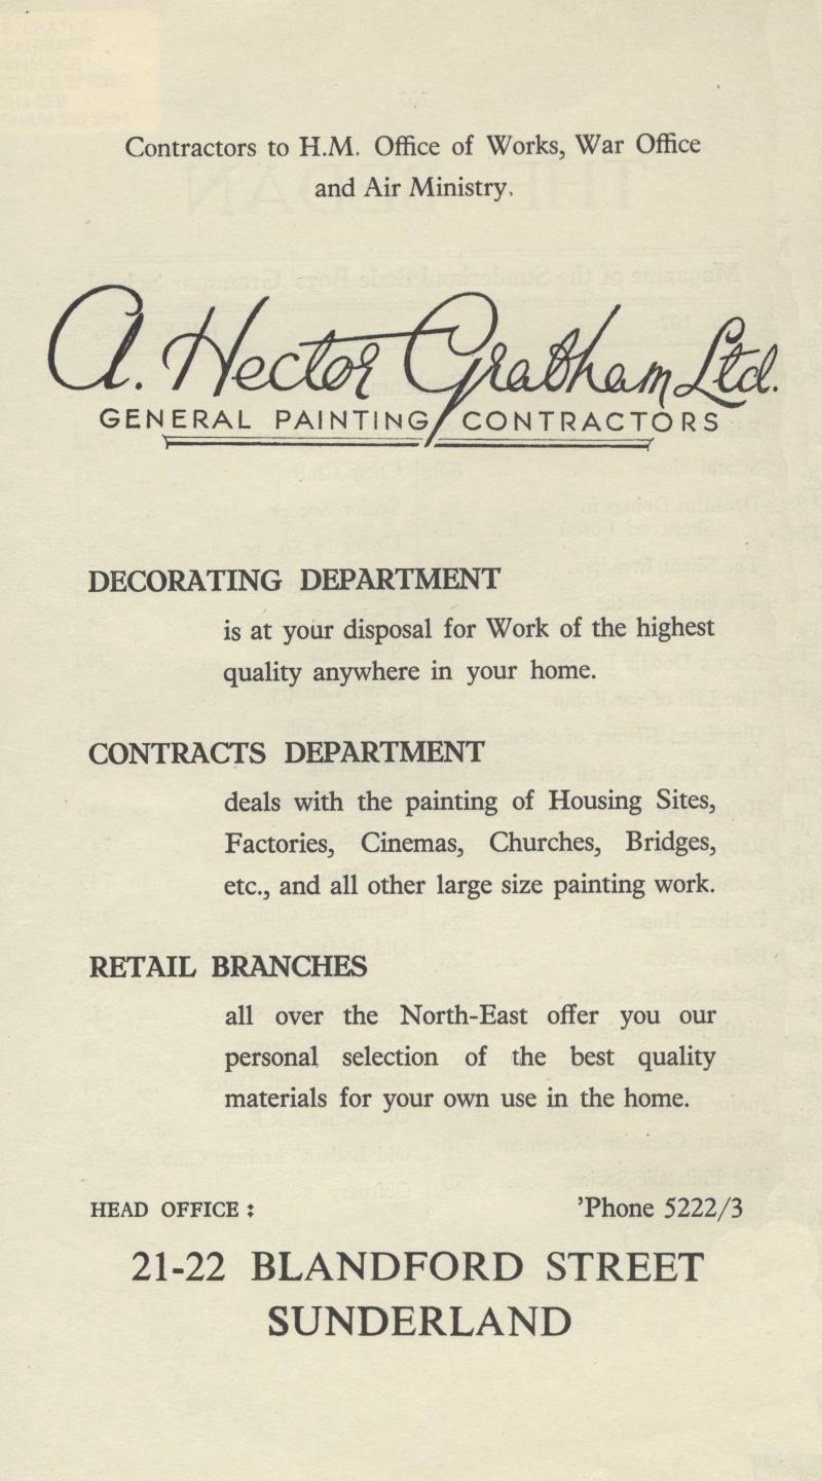 Contractors to H.M. Office of Works, War Office
and Air Ministry.
A. Hector Grabham Ltd.
GENERAL PAINTING CONTRACTORS
DECORATING DEPARTMENT
is at your disposal for Work of the highest
quality anywhere in your home.
CONTRACTS DEPARTMENT
deals with the painting of Housing Sites,
Factories, Cinemas, Churches, Bridges,
etc., and all other large size painting work.
RETAIL BRANCHES
all over the North-East offer you our
personal selection of the best quality
materials for your own use in the home.
HEAD OFFICE : 'Phone 5222/3
21-22 BLANDFORD STREET
SUNDERLAND